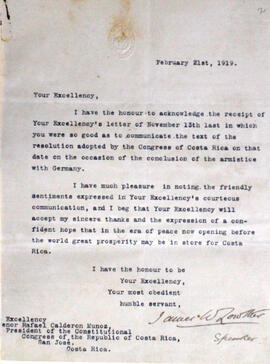 February 21st, 1919.
Your Excellency,
I have the honour to acknowledge the receipt of
Your Excellency's letter of November 13th last in which
you were so good as to communicate the text of the
resolution adopted by the Congress of Costa Rica on that
date on the occasion of the conclusion of the armistice
with Germany.
I have much pleasure in noting the friendly
sentiments expressed in Your Excellency's courteous
communication, and I beg that Your Excellency will
accept my sincere thanks and the expression of a con-
fident hope that in the era of peace now opening
before the world great prosperity may be in store for Costa
Rica.
I have the honour to be
Your Excellency,
Your most obedient
humble servant,
James W Lowther
Speaker.
Excellency
enor Rafael Calderon Munoz,
President of the Constitutional
Congress of the Republic of Costa Rica,
San José.
Costa Rica.